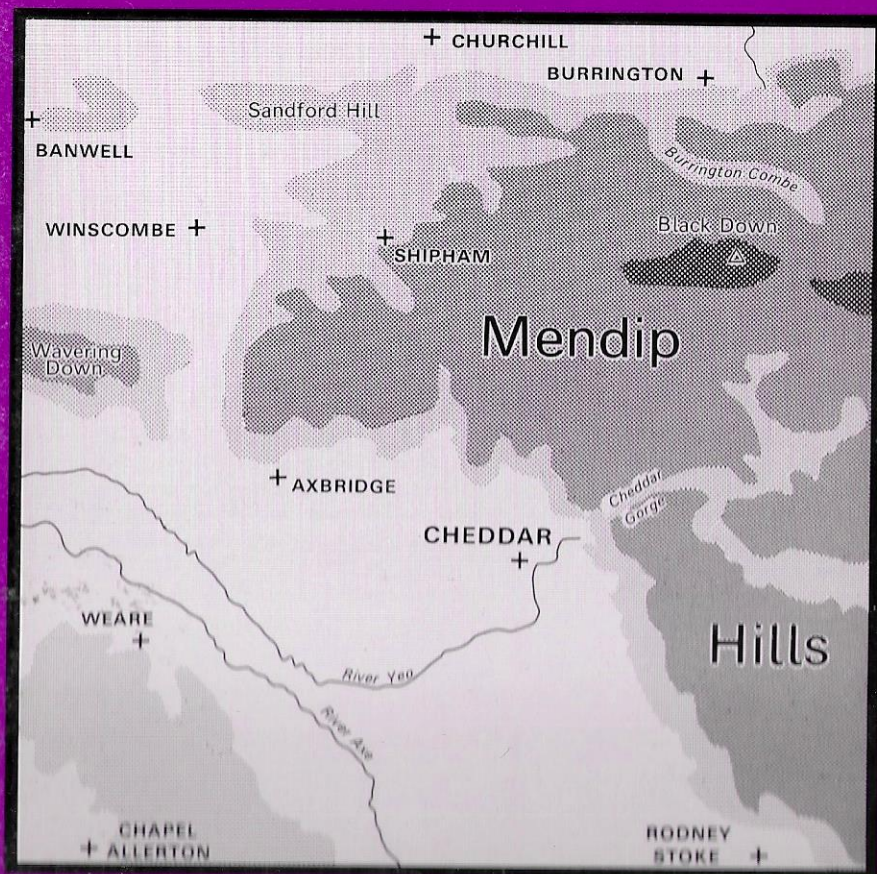 CHURCHILL
BURRINGTON
Sandford Hill
BANWELL
Burrington Combe
WINSCOMBE
Black Down
SHIPHAM
Mendip
Wavering
Down
Cheddar
Gorge
AXBRIDGE
CHEDDAR
WEARE
Hills
River Yeo
River Axe
CHAPEL
ALLERTON
RODNEY
STOKE